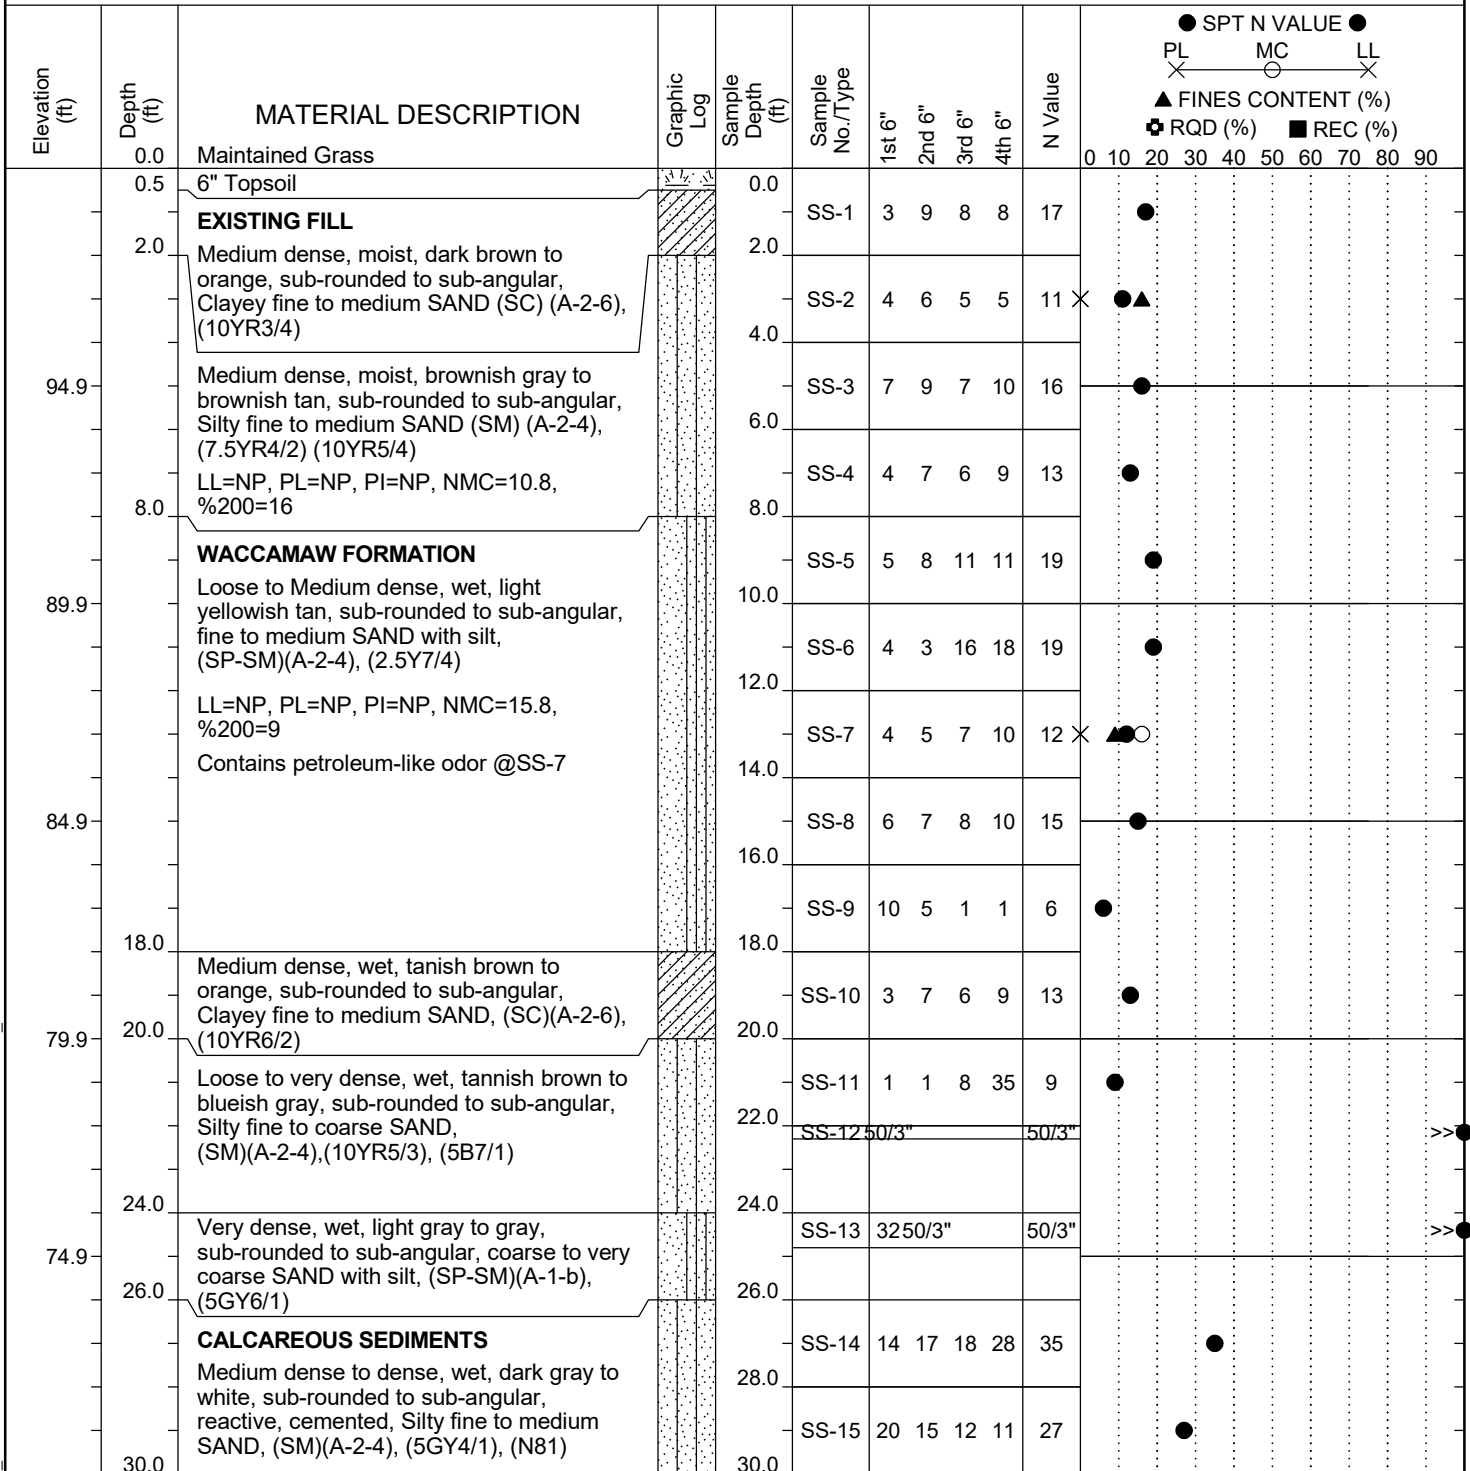 ● SPT N VALUE ●
PL MC LL
▲ FINES CONTENT (%)
RQD (%) ■ REC (%)
0 10 20 30 40 50 60 70 80 90
Elevation (ft)
Depth (ft)
MATERIAL DESCRIPTION
Graphic Log
Sample Depth (ft)
Sample No./Type
1st 6"
2nd 6"
3rd 6"
4th 6"
N Value
0.0 Maintained Grass
0.5 6" Topsoil 0.0
EXISTING FILL
SS-1 3 9 8 8 17
2.0 2.0
Medium dense, moist, dark brown to
orange, sub-rounded to sub-angular,
Clayey fine to medium SAND (SC) (A-2-6),
(10YR3/4)
SS-2 4 6 5 5 11
4.0
94.9
Medium dense, moist, brownish gray to
brownish tan, sub-rounded to sub-angular,
Silty fine to medium SAND (SM) (A-2-4),
(7.5YR4/2) (10YR5/4)
SS-3 7 9 7 10 16
6.0
LL=NP, PL=NP, PI=NP, NMC=10.8,
%200=16
SS-4 4 7 6 9 13
8.0 8.0
WACCAMAW FORMATION
SS-5 5 8 11 11 19
Loose to Medium dense, wet, light
yellowish tan, sub-rounded to sub-angular,
fine to medium SAND with silt,
(SP-SM)(A-2-4), (2.5Y7/4)
89.9 10.0
SS-6 4 3 16 18 19
12.0
LL=NP, PL=NP, PI=NP, NMC=15.8,
%200=9
SS-7 4 5 7 10 12
Contains petroleum-like odor @SS-7
14.0
84.9 SS-8 6 7 8 10 15
16.0
SS-9 10 5 1 1 6
18.0 18.0
Medium dense, wet, tanish brown to
orange, sub-rounded to sub-angular,
Clayey fine to medium SAND, (SC)(A-2-6),
(10YR6/2)
SS-10 3 7 6 9 13
79.9 20.0 20.0
Loose to very dense, wet, tannish brown to
blueish gray, sub-rounded to sub-angular,
Silty fine to coarse SAND,
(SM)(A-2-4),(10YR5/3), (5B7/1)
SS-11 1 1 8 35 9
22.0
SS-12 50/3" 50/3" >>
24.0 24.0
Very dense, wet, light gray to gray,
sub-rounded to sub-angular, coarse to very
coarse SAND with silt, (SP-SM)(A-1-b),
(5GY6/1)
SS-13 32 50/3" 50/3" >>
74.9
26.0 26.0
CALCAREOUS SEDIMENTS
SS-14 14 17 18 28 35
Medium dense to dense, wet, dark gray to
white, sub-rounded to sub-angular,
reactive, cemented, Silty fine to medium
SAND, (SM)(A-2-4), (5GY4/1), (N81)
28.0
SS-15 20 15 12 11 27
30.0 30.0